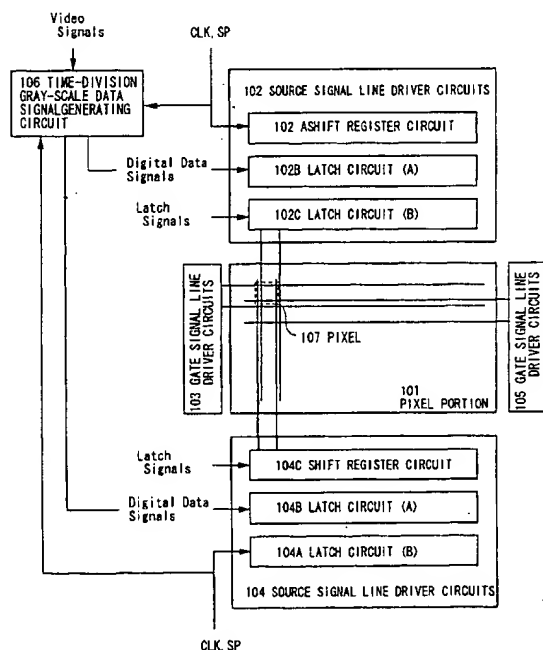 Video
Signals
CLK, SP
106 TIME-DIVISION
GRAY-SCALE DATA
SIGNALGENERATING
CIRCUIT
102 SOURCE SIGNAL LINE DRIVER CIRCUITS
102 ASHIFT REGISTER CIRCUIT
Digital Data
Signals
102B LATCH CIRCUIT (A)
Latch
Signals
102C LATCH CIRCUIT (B)
103 GATE SIGNAL LINE
DRIVER CIRCUITS
107 PIXEL
101
PIXEL PORTION
105 GATE SIGNAL LINE
DRIVER CIRCUITS
Latch
Signals
104C SHIFT REGISTER CIRCUIT
Digital Data
Signals
104B LATCH CIRCUIT (A)
104A LATCH CIRCUIT (B)
104 SOURCE SIGNAL LINE DRIVER CIRCUITS
CLK, SP